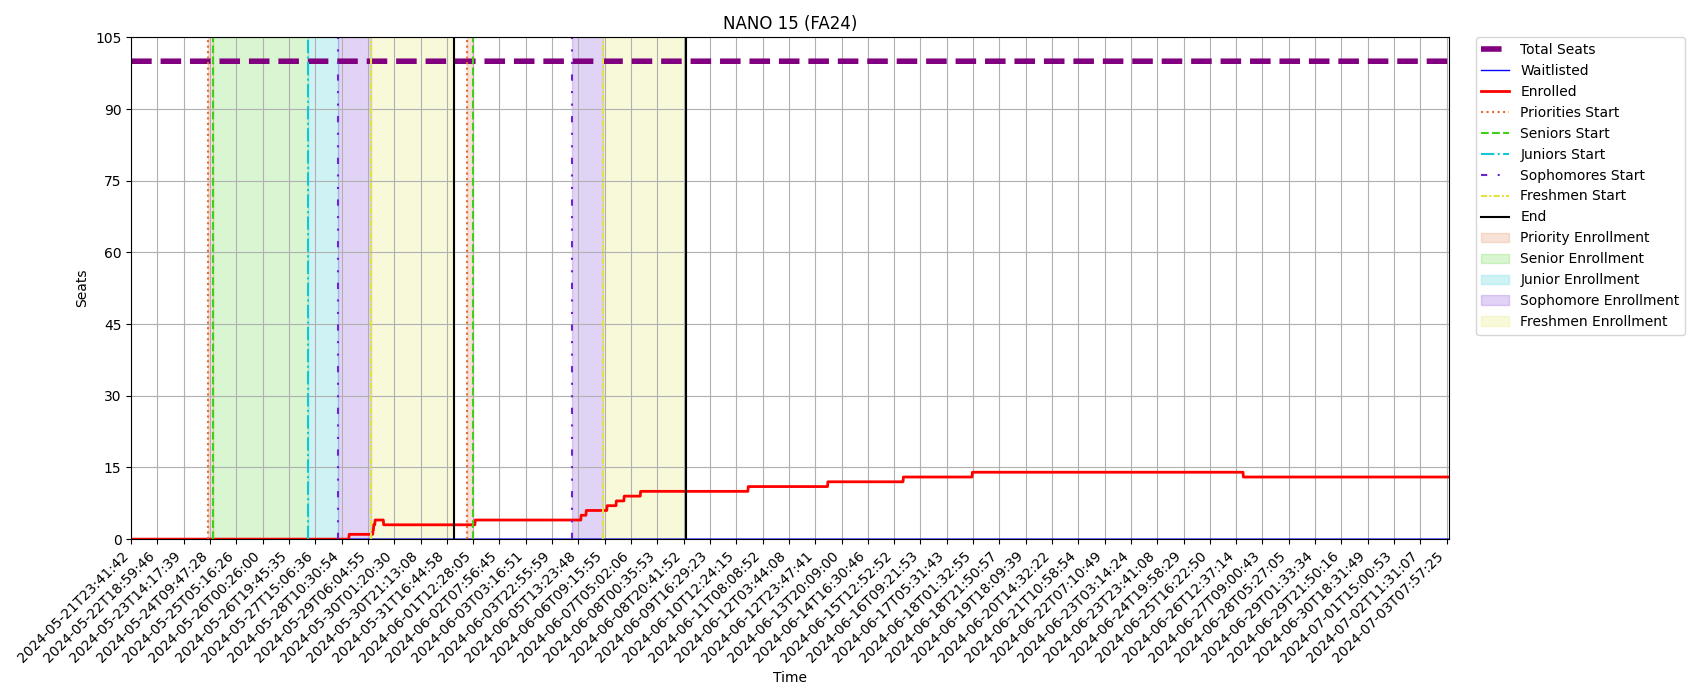 NANO 15 (FA24)
105
90
75
60
45
30
15
0
Seats
2024-05-21T23:41:42
2024-05-22T18:59:46
2024-05-23T14:17:39
2024-05-24T09:47:28
2024-05-25T05:16:26
2024-05-26T00:26:00
2024-05-26T19:45:35
2024-05-27T15:06:36
2024-05-28T10:30:54
2024-05-29T06:04:55
2024-05-30T01:20:30
2024-05-30T21:13:08
2024-05-31T16:44:58
2024-06-01T12:28:05
2024-06-02T07:56:45
2024-06-03T03:16:51
2024-06-03T22:55:59
2024-06-05T13:23:48
2024-06-06T09:15:55
2024-06-07T05:02:06
2024-06-08T00:35:53
2024-06-08T20:41:52
2024-06-09T16:29:23
2024-06-10T12:24:15
2024-06-11T08:08:52
2024-06-12T03:44:08
2024-06-12T23:47:41
2024-06-13T20:09:00
2024-06-14T16:30:46
2024-06-15T12:52:52
2024-06-16T09:21:53
2024-06-17T05:31:43
2024-06-18T01:32:55
2024-06-18T21:50:57
2024-06-19T18:09:39
2024-06-20T14:32:22
2024-06-21T10:58:54
2024-06-22T07:10:49
2024-06-23T03:14:24
2024-06-23T23:41:08
2024-06-24T19:58:29
2024-06-25T16:22:50
2024-06-26T12:37:14
2024-06-27T09:00:43
2024-06-28T05:27:05
2024-06-29T01:33:34
2024-06-29T21:50:16
2024-06-30T18:31:49
2024-07-01T15:00:53
2024-07-02T11:31:07
2024-07-03T07:57:25
Time
Total Seats
Waitlisted
Enrolled
Priorities Start
Seniors Start
Juniors Start
Sophomores Start
Freshmen Start
End
Priority Enrollment
Senior Enrollment
Junior Enrollment
Sophomore Enrollment
Freshmen Enrollment